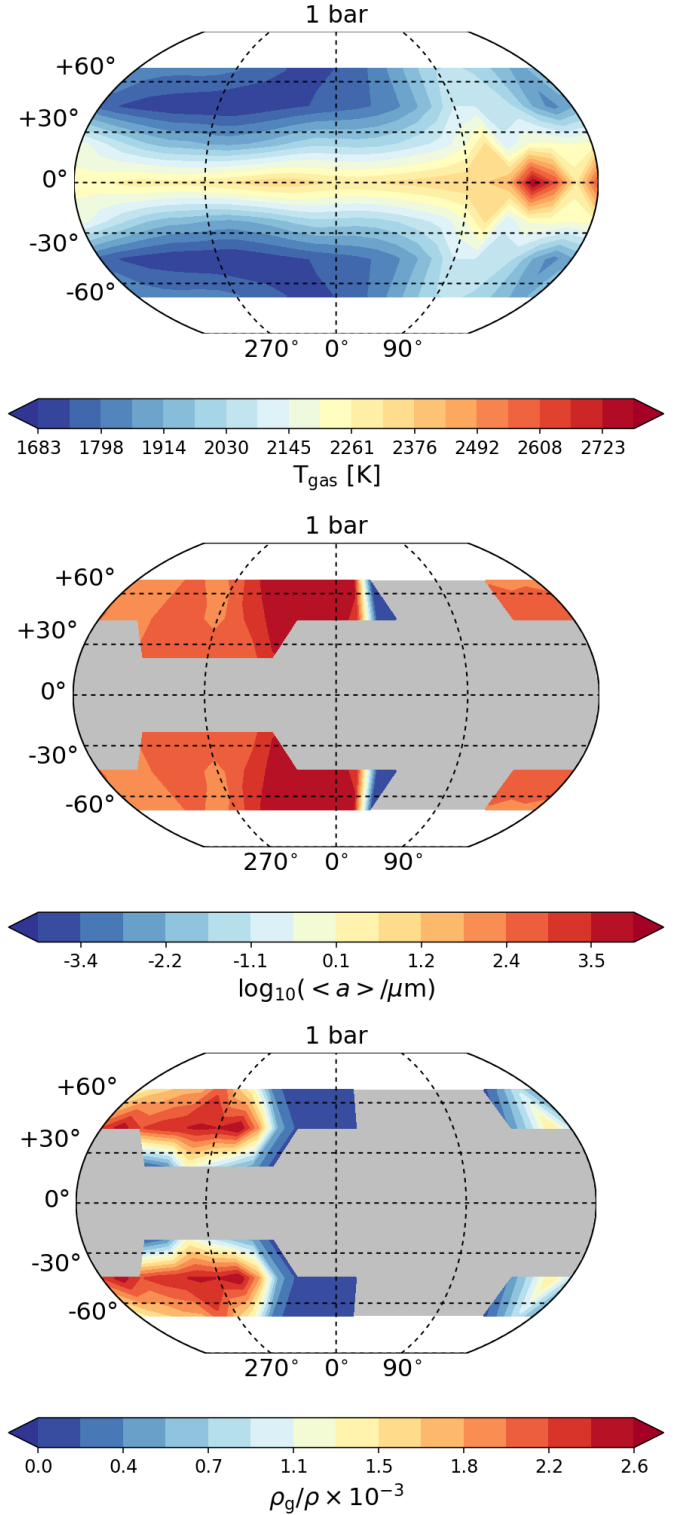 1 bar
+60°
+30°
0°
-30°
-60°
270° 0° 90°
1683 1798 1914 2030 2145 2261 2376 2492 2608 2723
T_gas [K]
1 bar
+60°
+30°
0°
-30°
-60°
270° 0° 90°
-3.4 -2.2 -1.1 0.1 1.2 2.4 3.5
log₁₀(<a>/μm)
1 bar
+60°
+30°
0°
-30°
-60°
270° 0° 90°
0.0 0.4 0.7 1.1 1.5 1.8 2.2 2.6
ρ_g/ρ × 10⁻³